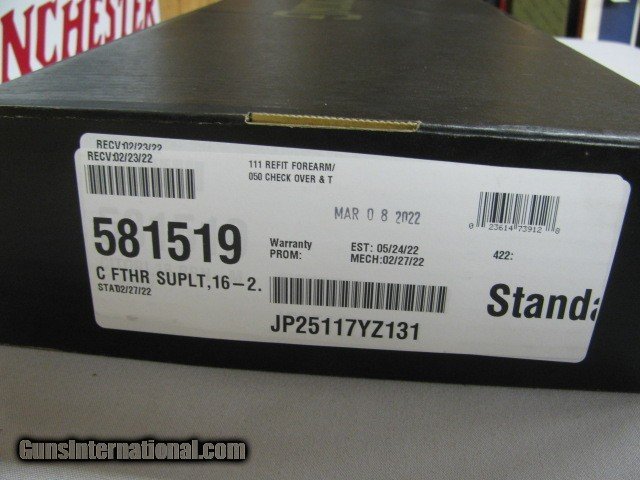 NCHESTER
RECV:02/23/22
RECV:02/23/22
111 REFIT FOREARM/
050 CHECK OVER & T
MAR 0 8 2022
0 23614 73912 8
581519
Warranty
PROM:
EST: 05/24/22
MECH:02/27/22
422:
C FTHR SUPLT,16-2.
STAT02/27/22
Standa
JP25117YZ131
GunsInternational.com